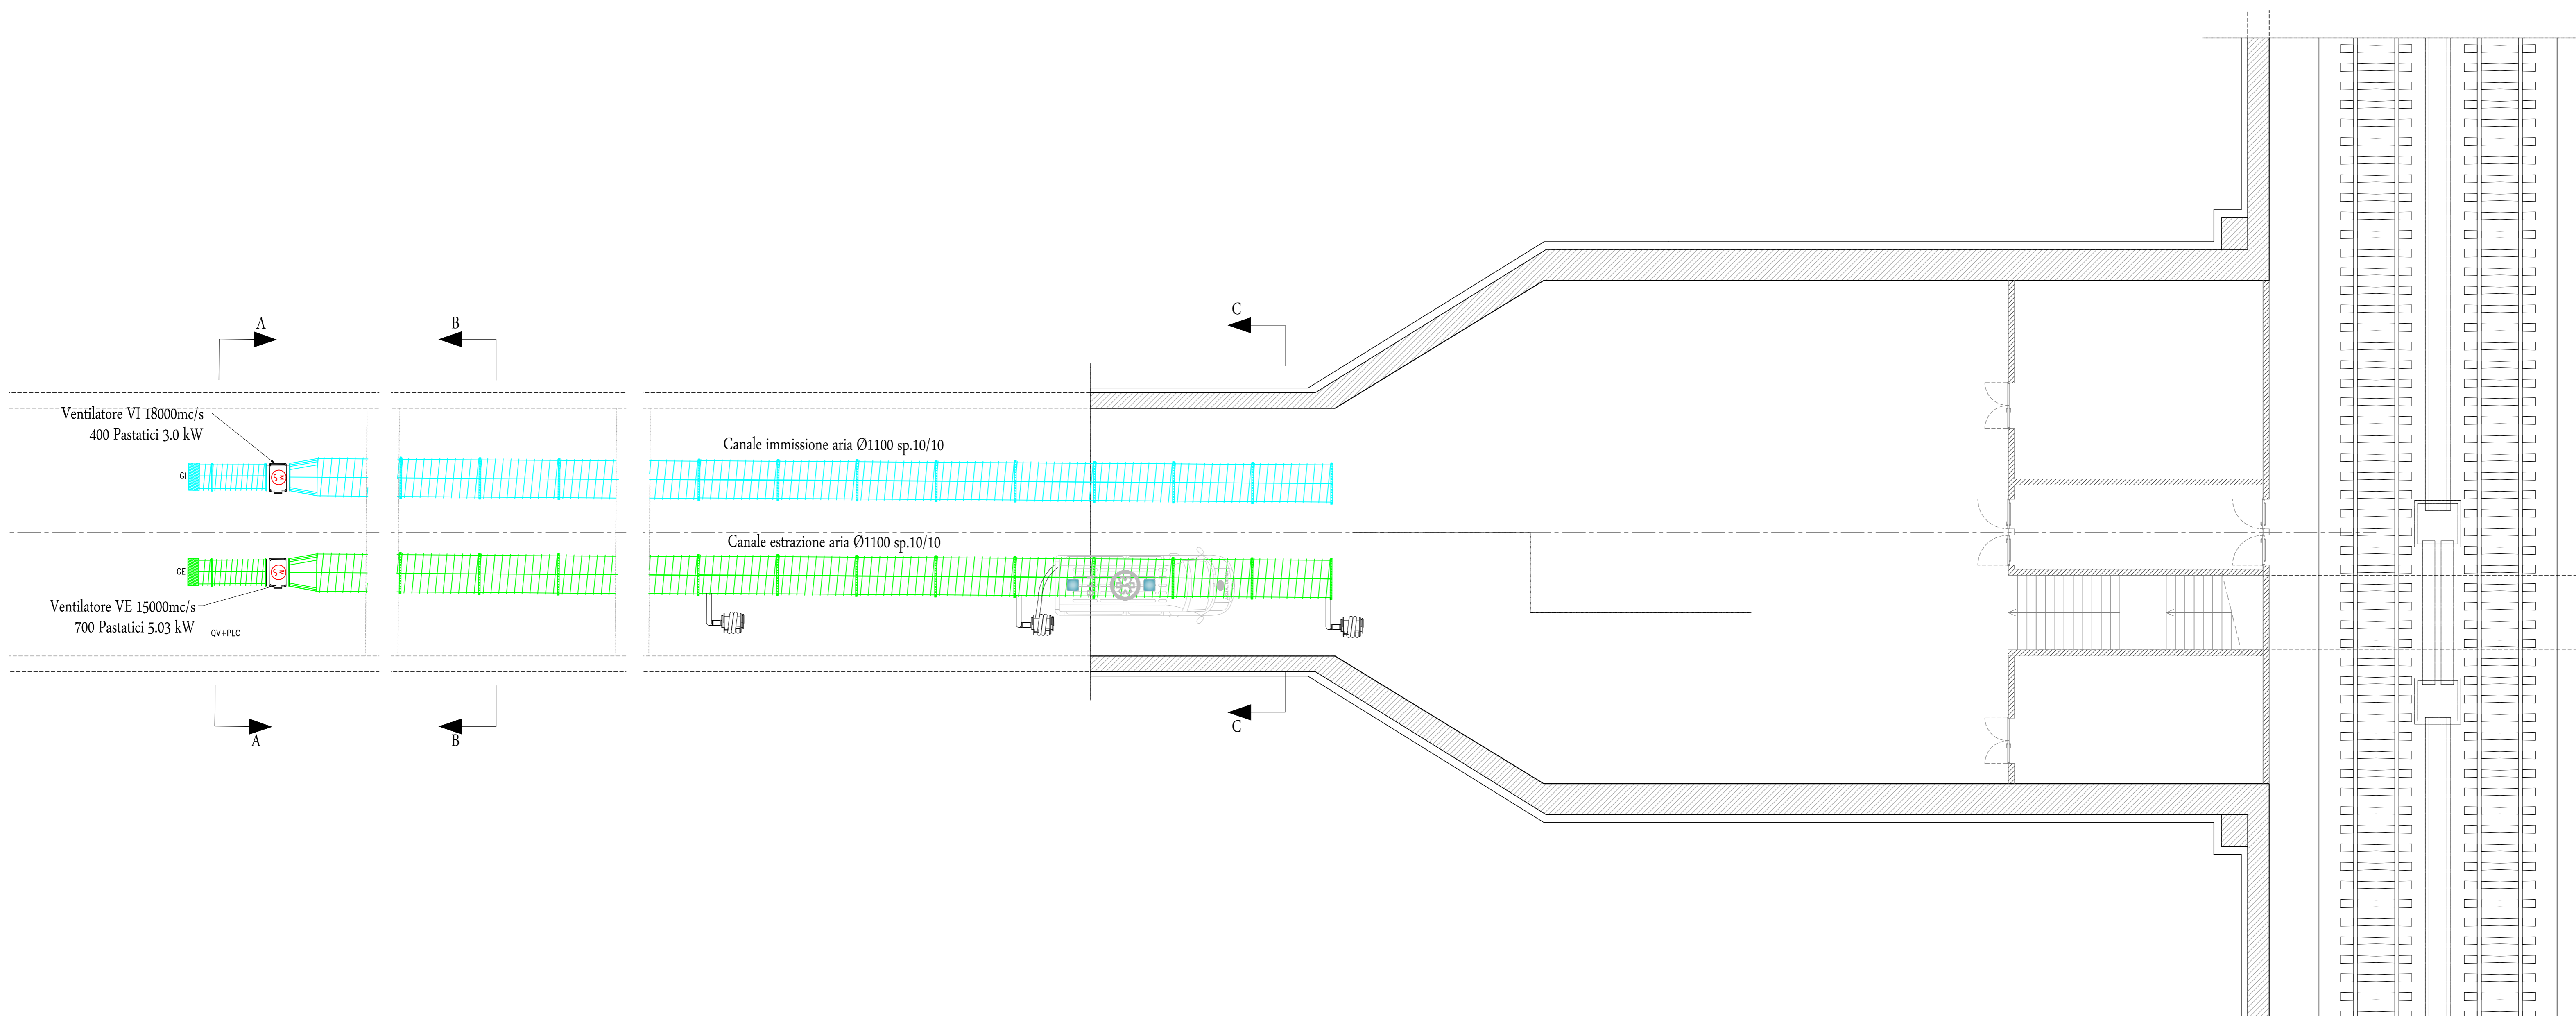 A
B
C
Ventilatore VI 18000mc/s
400 Pastatici 3.0 kW
Canale immissione aria Ø1100 sp.10/10
GI
Canale estrazione aria Ø1100 sp.10/10
GE
Ventilatore VE 15000mc/s
700 Pastatici 5.03 kW
QV+PLC
A
B
C